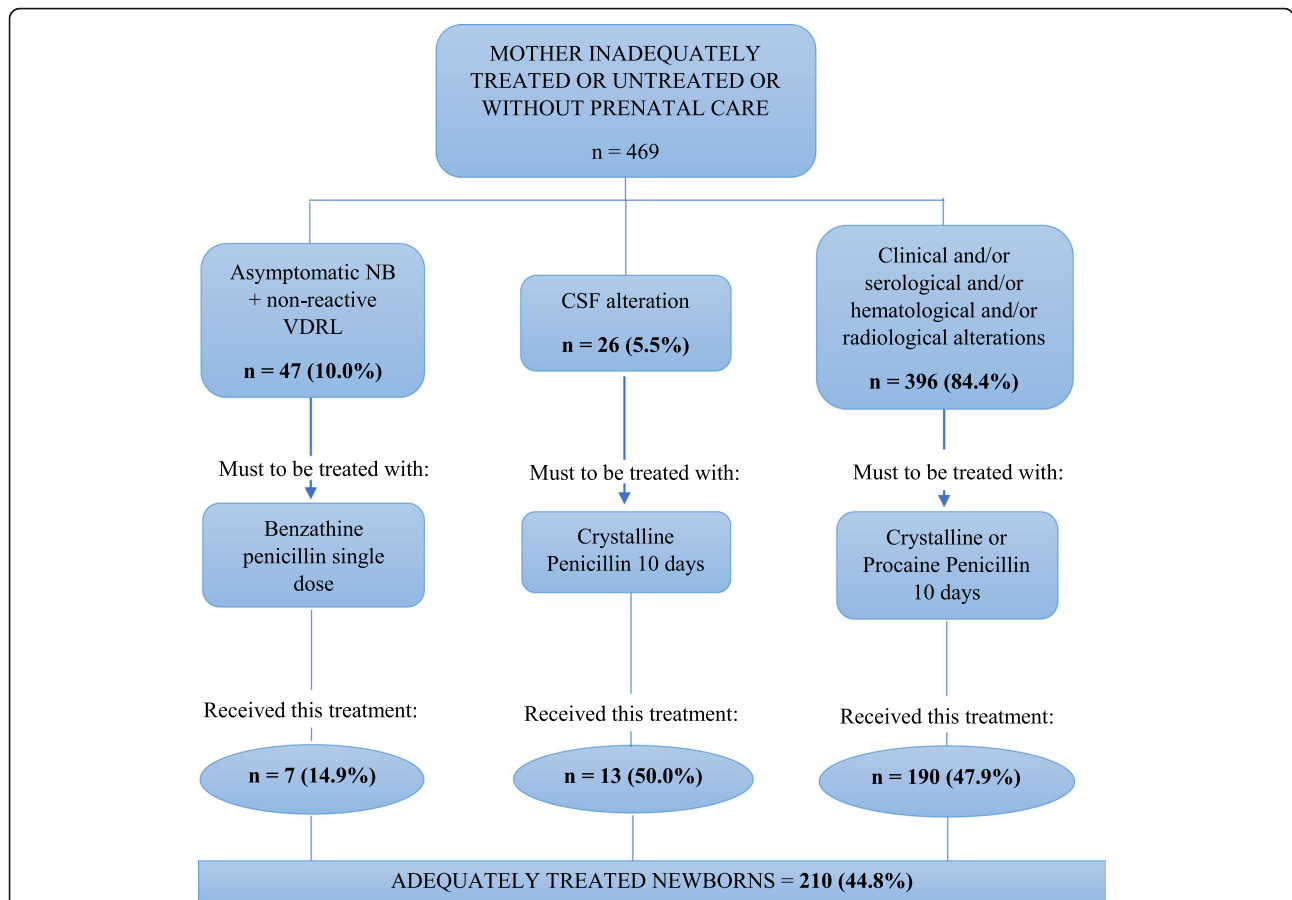 MOTHER INADEQUATELY
TREATED OR UNTREATED OR
WITHOUT PRENATAL CARE
n = 469
Asymptomatic NB
+ non-reactive
VDRL
n = 47 (10.0%)
CSF alteration
n = 26 (5.5%)
Clinical and/or
serological and/or
hematological and/or
radiological alterations
n = 396 (84.4%)
Must to be treated with:
Must to be treated with:
Must to be treated with:
Benzathine
penicillin single
dose
Crystalline
Penicillin 10 days
Crystalline or
Procaine Penicillin
10 days
Received this treatment:
Received this treatment:
Received this treatment:
n = 7 (14.9%)
n = 13 (50.0%)
n = 190 (47.9%)
ADEQUATELY TREATED NEWBORNS = 210 (44.8%)